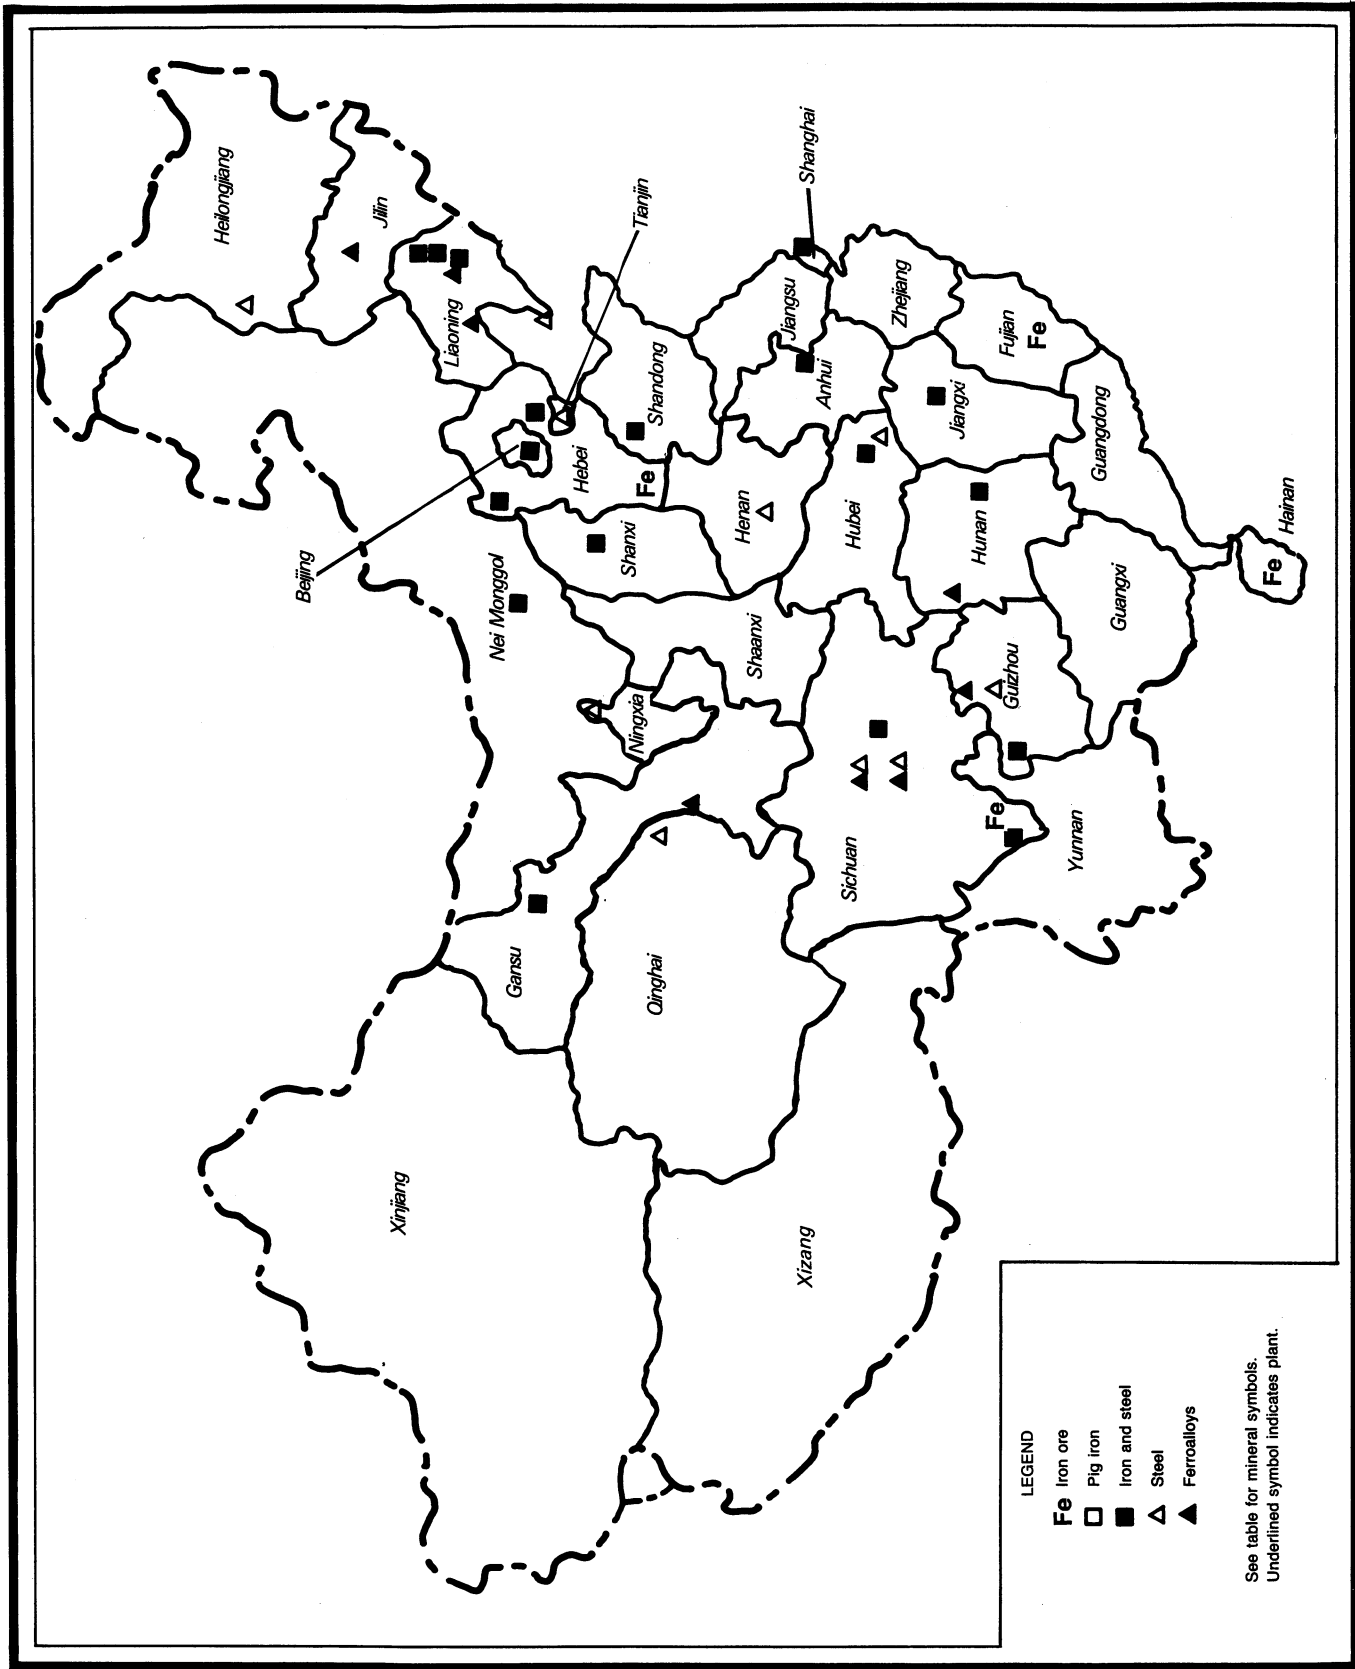 Heilongjiang
Jilin
Liaoning
Tianjin
Beijing
Hebei
Fe
Shandong
Shanxi
Nei Monggol
Shanghai
Jiangsu
Anhui
Zhejiang
Fujian
Fe
Jiangxi
Henan
Hubei
Hunan
Guangdong
Hainan
Fe
Guangxi
Guizhou
Shaanxi
Ningxia
Sichuan
Fe
Yunnan
Gansu
Qinghai
Xinjiang
Xizang
LEGEND
Fe Iron ore
Pig iron
Iron and steel
Steel
Ferroalloys
See table for mineral symbols.
Underlined symbol indicates plant.